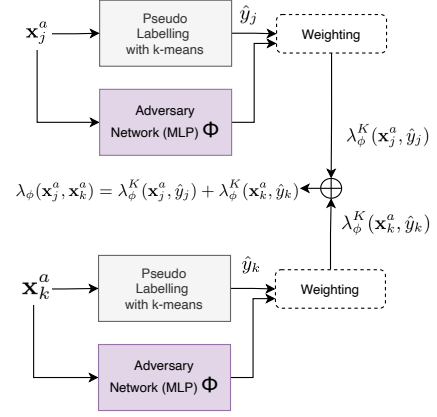 x_j^a
Pseudo
Labelling
with k-means
ŷ_j
Weighting
Adversary
Network (MLP) Φ
λ_ϕ^K(x_j^a, ŷ_j)
λ_ϕ(x_j^a, x_k^a) = λ_ϕ^K(x_j^a, ŷ_j) + λ_ϕ^K(x_k^a, ŷ_k)
λ_ϕ^K(x_k^a, ŷ_k)
x_k^a
Pseudo
Labelling
with k-means
ŷ_k
Weighting
Adversary
Network (MLP) Φ